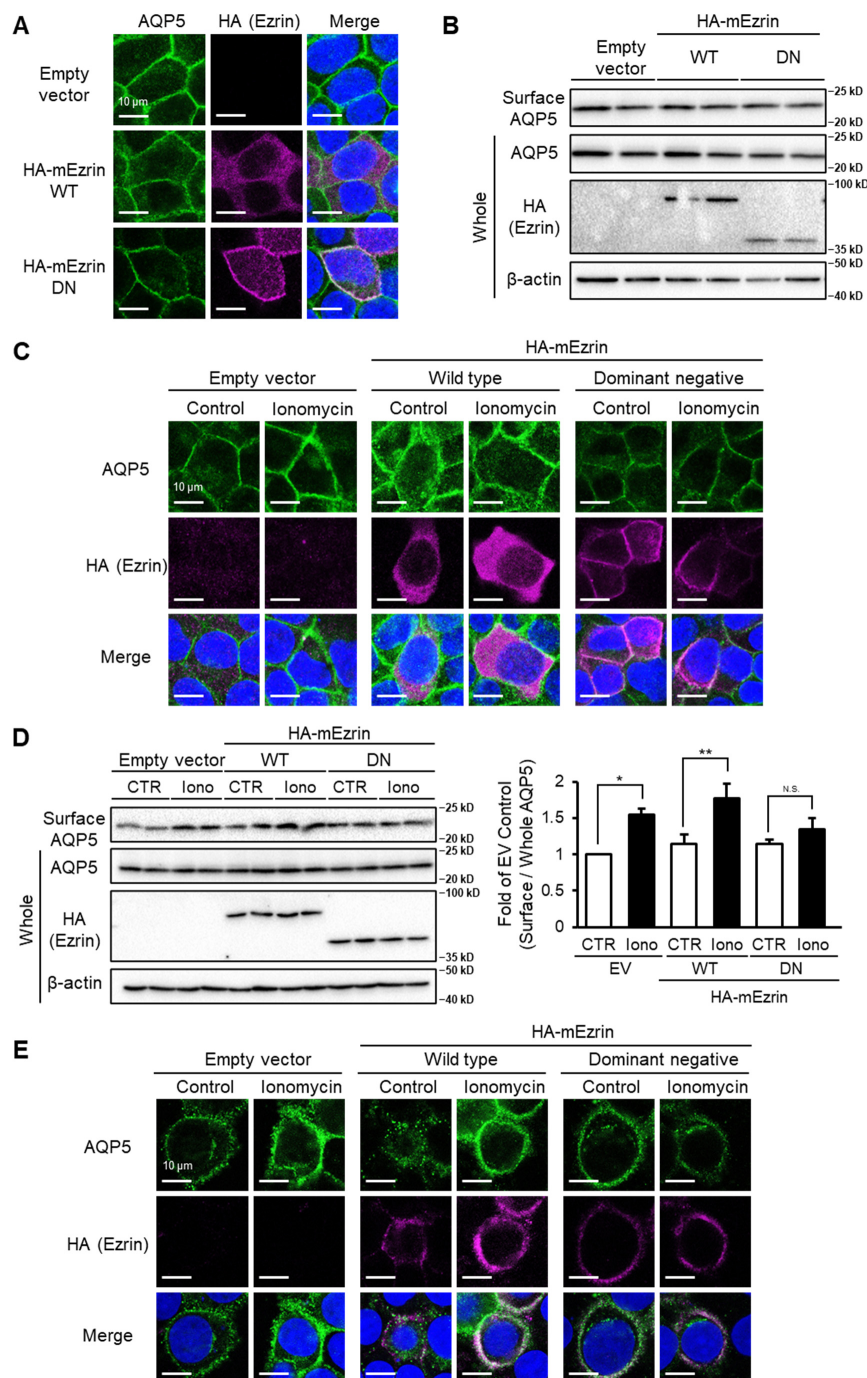 A
AQP5 HA (Ezrin) Merge
Empty
vector
10 μm
HA-mEzrin
WT
HA-mEzrin
DN
B
HA-mEzrin
Empty
vector WT DN
Surface
AQP5
−25 kD
−20 kD
Whole
AQP5
−25 kD
−20 kD
HA
(Ezrin)
−100 kD
−35 kD
β-actin
−50 kD
−40 kD
C
HA-mEzrin
Empty vector Wild type Dominant negative
Control Ionomycin Control Ionomycin Control Ionomycin
AQP5
10 μm
HA (Ezrin)
Merge
D
HA-mEzrin
Empty vector WT DN
CTR Iono CTR Iono CTR Iono
Surface
AQP5
−25 kD
−20 kD
Whole
AQP5
−25 kD
−20 kD
HA
(Ezrin)
−100 kD
−35 kD
β-actin
−50 kD
−40 kD
Fold of EV Control
(Surface / Whole AQP5)
2
1.5
1
0.5
0
* ** N.S.
CTR Iono CTR Iono CTR Iono
EV WT DN
HA-mEzrin
E
HA-mEzrin
Empty vector Wild type Dominant negative
Control Ionomycin Control Ionomycin Control Ionomycin
AQP5
10 μm
HA (Ezrin)
Merge